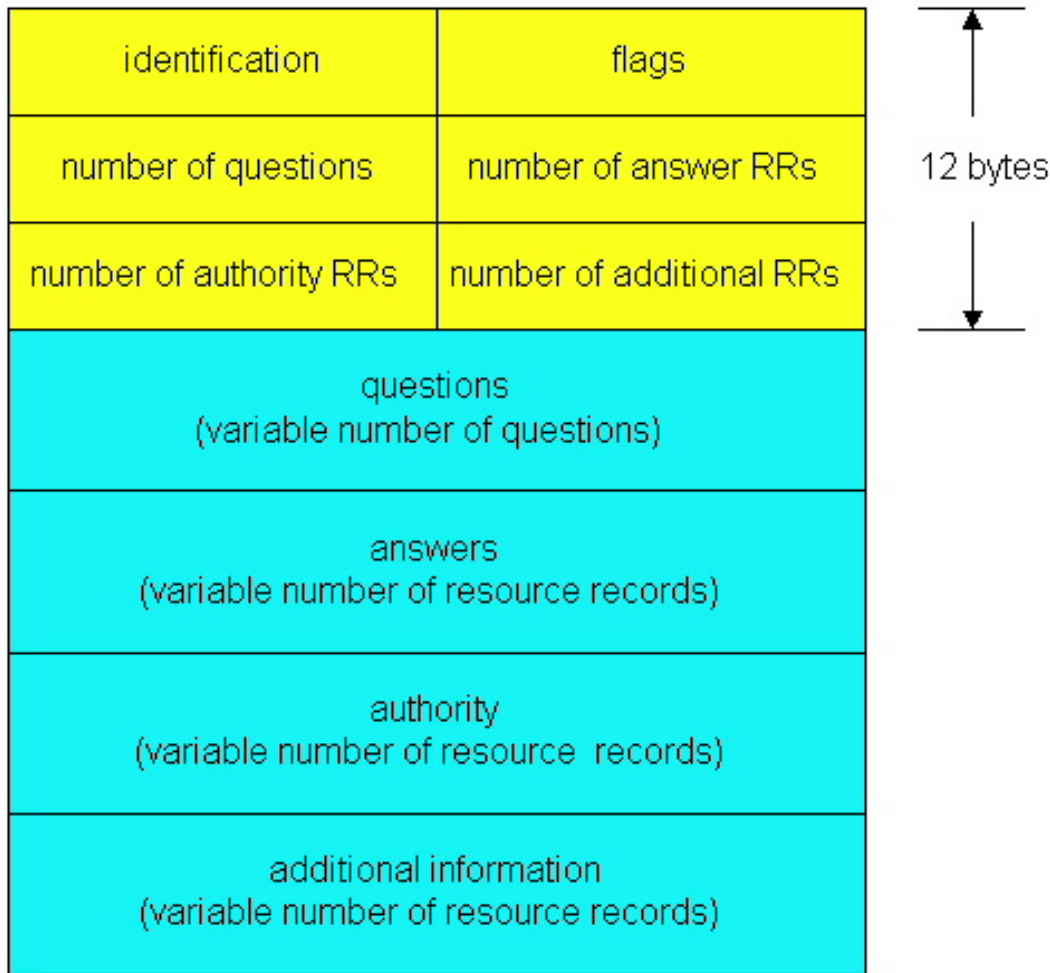 identification flags
number of questions number of answer RRs 12 bytes
number of authority RRs number of additional RRs
questions
(variable number of questions)
answers
(variable number of resource records)
authority
(variable number of resource records)
additional information
(variable number of resource records)